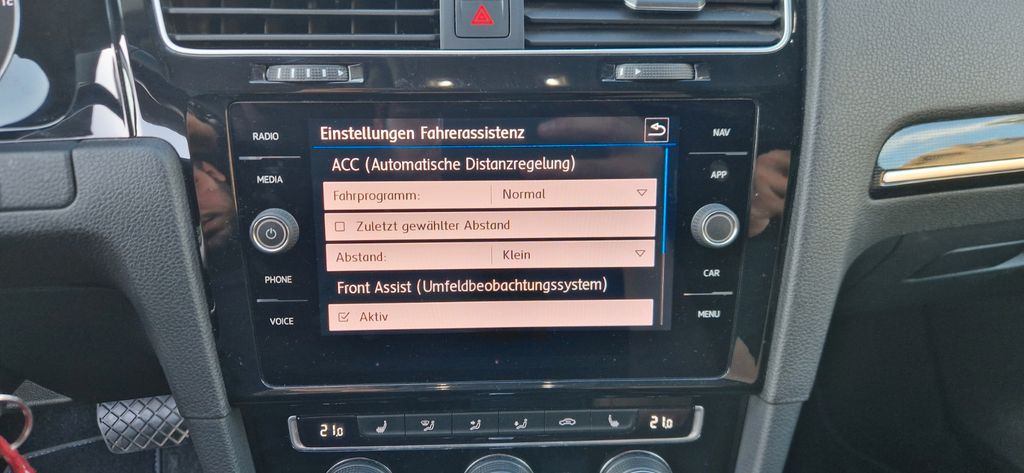 RADIO
MEDIA
PHONE
VOICE
Einstellungen Fahrerassistenz
ACC (Automatische Distanzregelung)
Fahrprogramm: Normal
Zuletzt gewählter Abstand
Abstand: Klein
Front Assist (Umfeldbeobachtungssystem)
Aktiv
NAV
APP
CAR
MENU
21.0
21.0